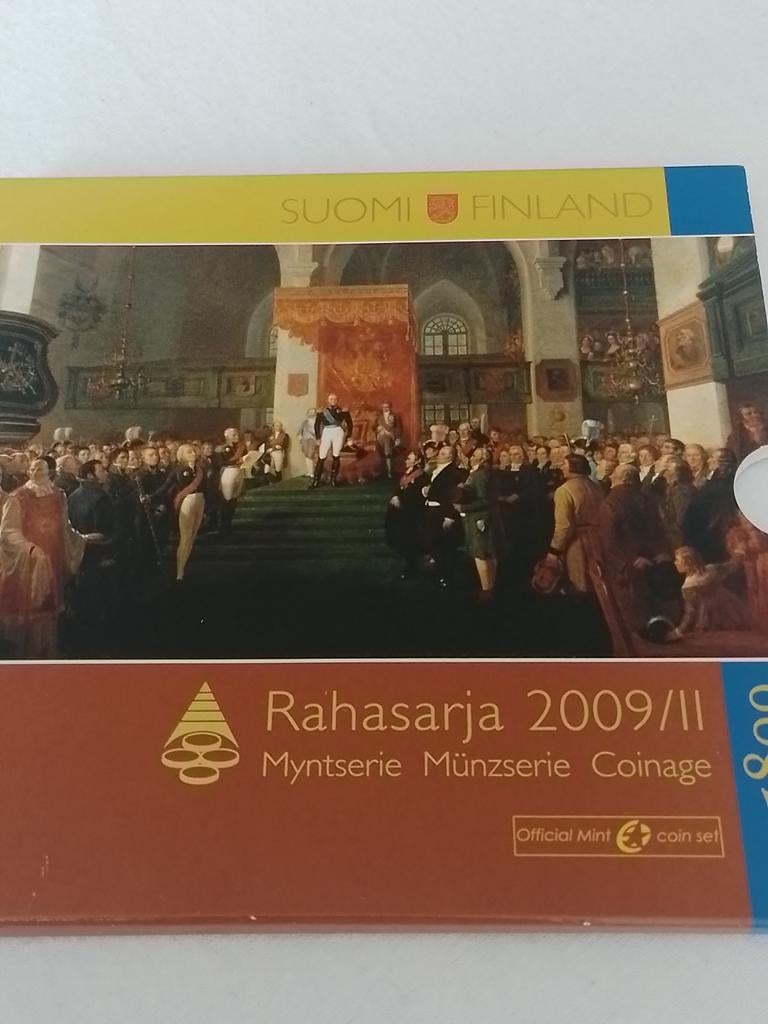 SUOMI FINLAND
Rahasarja 2009/II
Myntserie Münzserie Coinage
Official Mint coin set